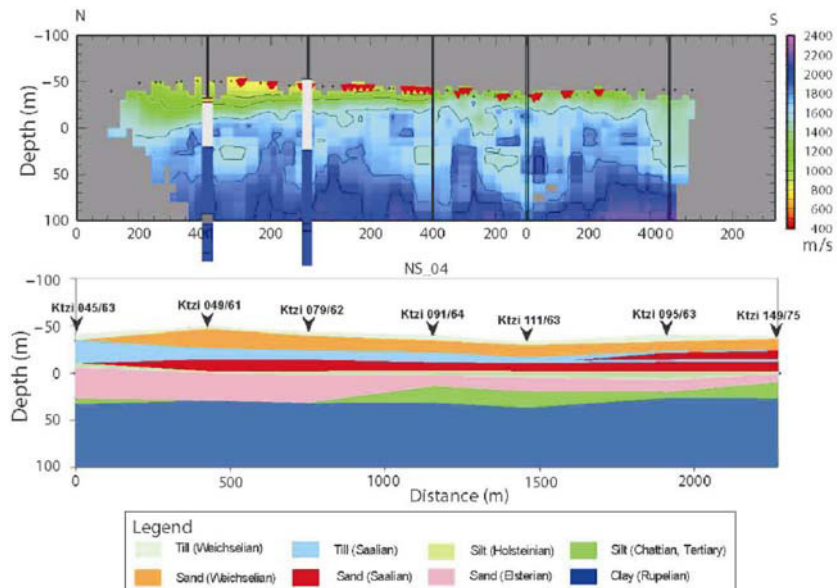 N S
-100
-50
0
50
100
Depth (m)
0 200 400 200 200 400 200 0 200 400 0 200
2400
2200
2000
1800
1600
1400
1200
1000
800
600
400
m/s
NS_04
-100
-50
0
50
100
Depth (m)
Ktzi 045/63 Ktzi 049/61 Ktzi 079/62 Ktzi 091/64 Ktzi 111/63 Ktzi 095/63 Ktzi 149/75
0 500 1000 1500 2000
Distance (m)
Legend
Till (Weichselian) Till (Saalian) Silt (Holsteinian) Silt (Chattian, Tertiary)
Sand (Weichselian) Sand (Saalian) Sand (Elsterian) Clay (Rupelian)